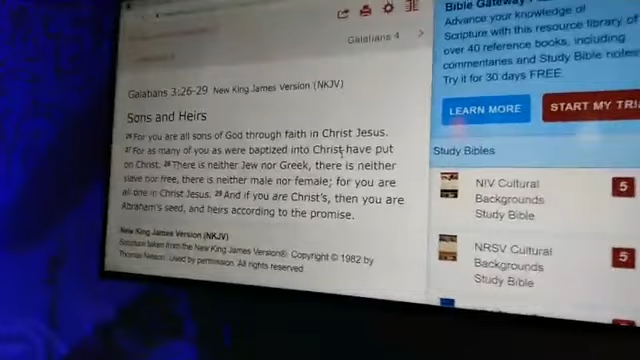 Galatians 4 >
Galatians 3:26-29 New King James Version (NKJV)
Sons and Heirs
26 For you are all sons of God through faith in Christ Jesus.
27 For as many of you as were baptized into Christ have put
on Christ. 28 There is neither Jew nor Greek, there is neither
slave nor free, there is neither male nor female; for you are
all one in Christ Jesus. 29 And if you are Christ's, then you are
Abraham's seed, and heirs according to the promise.
New King James Version (NKJV)
Scripture taken from the New King James Version®. Copyright © 1982 by
Thomas Nelson. Used by permission. All rights reserved.
Bible Gateway
Advance your knowledge of
Scripture with this resource library of
over 40 reference books, including
commentaries and Study Bible notes
Try it for 30 days FREE.
LEARN MORE
START MY TRI
Study Bibles
NIV Cultural
Backgrounds
Study Bible
5
NRSV Cultural
Backgrounds
Study Bible
5